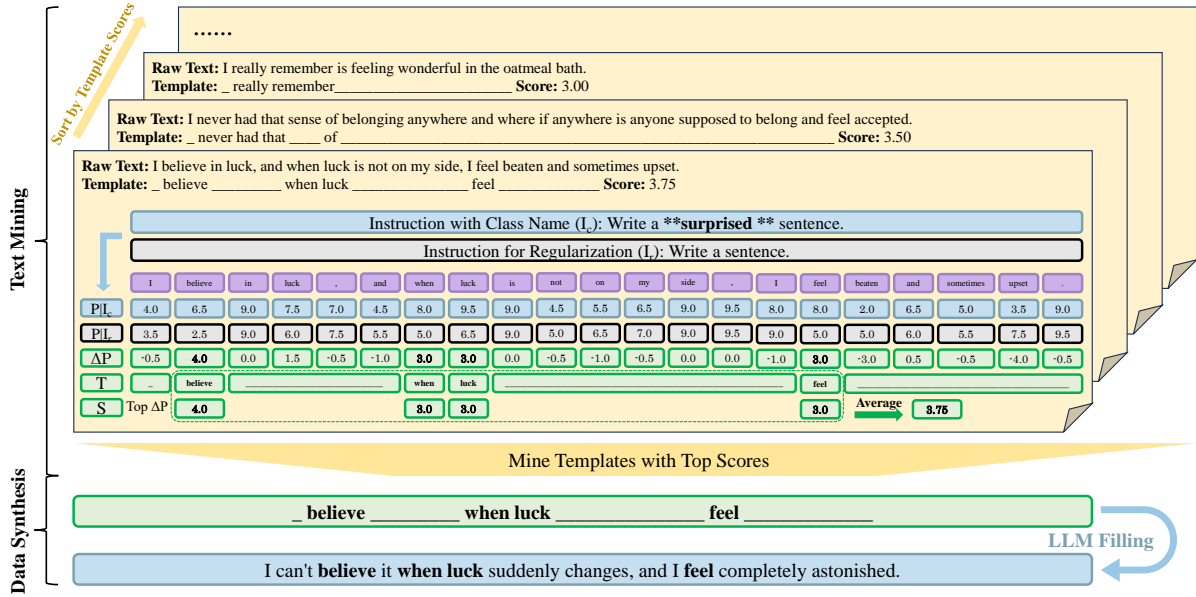 ......
Sort by Template Scores
Raw Text: I really remember is feeling wonderful in the oatmeal bath.
Template: _ really remember_______________________ Score: 3.00
Raw Text: I never had that sense of belonging anywhere and where if anywhere is anyone supposed to belong and feel accepted.
Template: _ never had that ____ of ________________________________________________________________ Score: 3.50
Raw Text: I believe in luck, and when luck is not on my side, I feel beaten and sometimes upset.
Template: _ believe _________ when luck _______________ feel _____________ Score: 3.75
Text Mining
Instruction with Class Name (I_c): Write a **surprised ** sentence.
Instruction for Regularization (I_r): Write a sentence.
I believe in luck , and when luck is not on my side , I feel beaten and sometimes upset .
P|I_c 4.0 6.5 9.0 7.5 7.0 4.5 8.0 9.5 9.0 4.5 5.5 6.5 9.0 9.5 8.0 8.0 2.0 6.5 5.0 3.5 9.0
P|I_r 3.5 2.5 9.0 6.0 7.5 5.5 5.0 6.5 9.0 5.0 6.5 7.0 9.0 9.5 9.0 5.0 5.0 6.0 5.5 7.5 9.5
ΔP -0.5 4.0 0.0 1.5 -0.5 -1.0 3.0 3.0 0.0 -0.5 -1.0 -0.5 0.0 0.0 -1.0 3.0 -3.0 0.5 -0.5 -4.0 -0.5
T _ believe ______________________ when luck ______________________________________ feel ______________________________
S Top ΔP 4.0 3.0 3.0 3.0 Average 3.75
Mine Templates with Top Scores
Data Synthesis
_ believe _________ when luck _______________ feel _____________
LLM Filling
I can't believe it when luck suddenly changes, and I feel completely astonished.